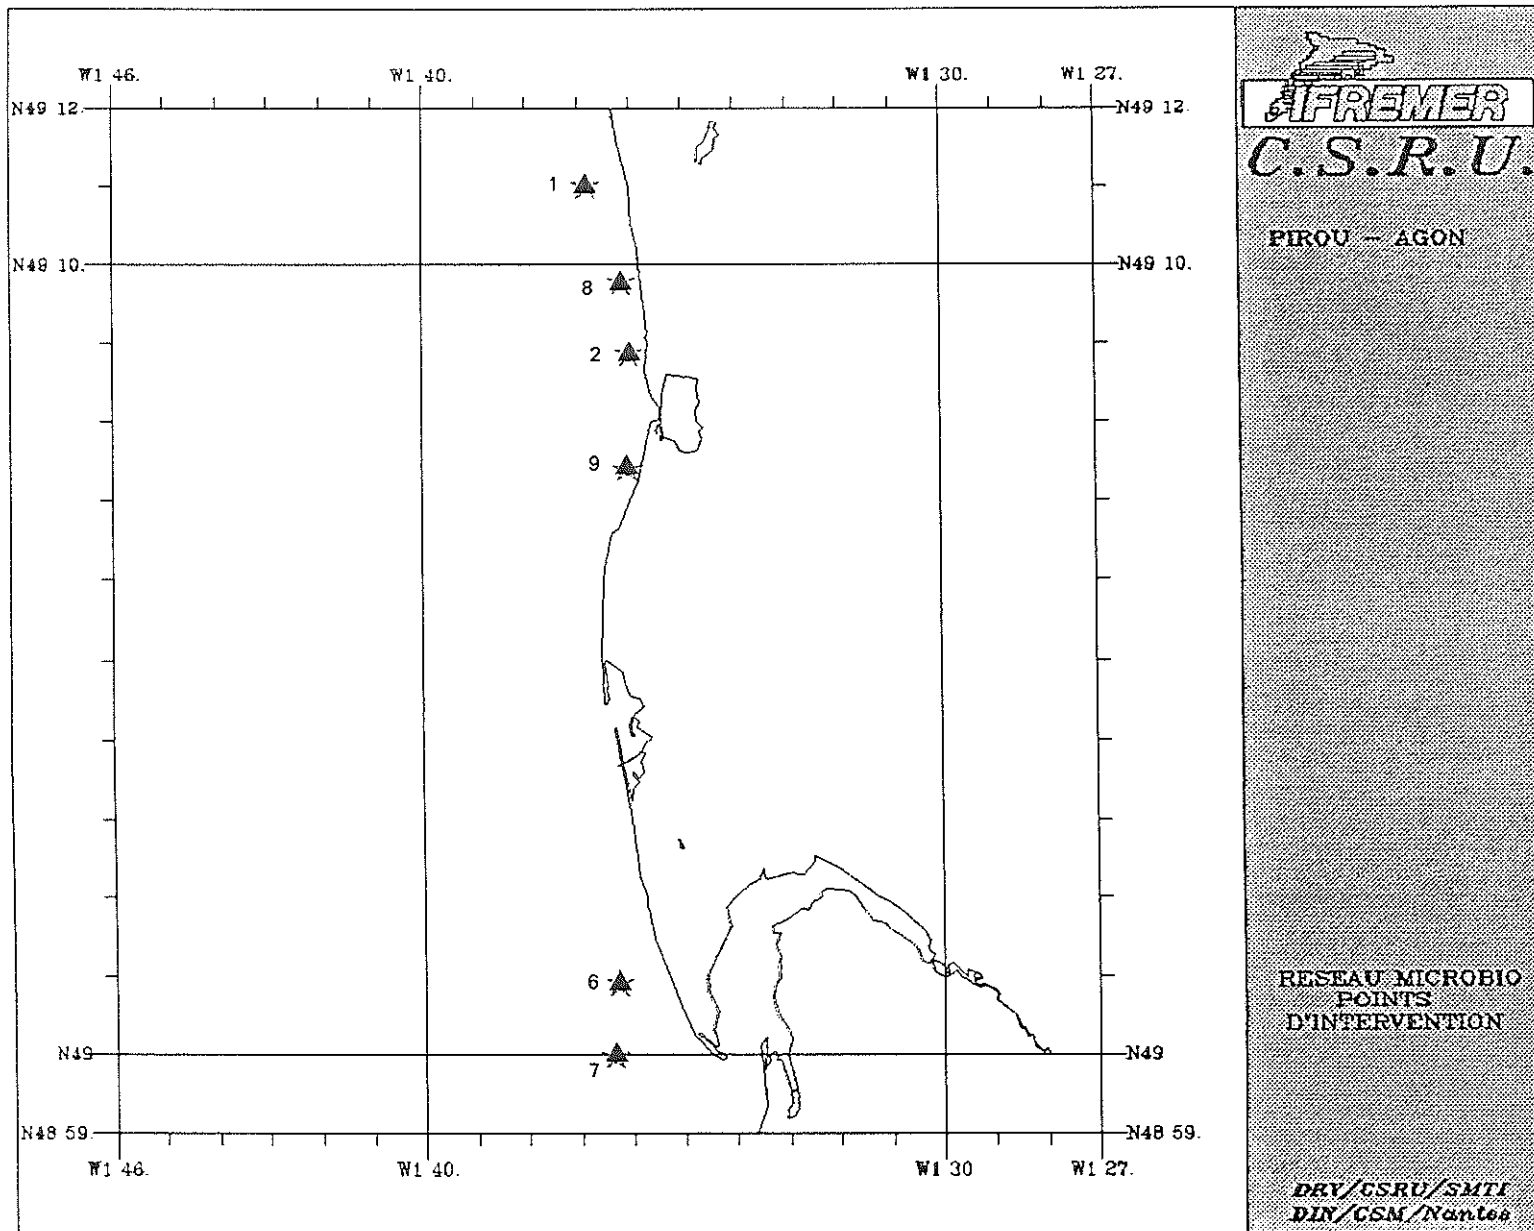 W1 46. W1 40. W1 30. W1 27.
N49 12. N49 12.
1
N49 10. N49 10.
8
2
9
6
N49 N49
7
N48 59. N48 59.
W1 46. W1 40. W1 30 W1 27.
IFREMER
C.S.R.U.
PIROU - AGON
RESEAU MICROBIO
POINTS
D'INTERVENTION
DRV/CSRU/SMTI
DIN/CSM/Nantes